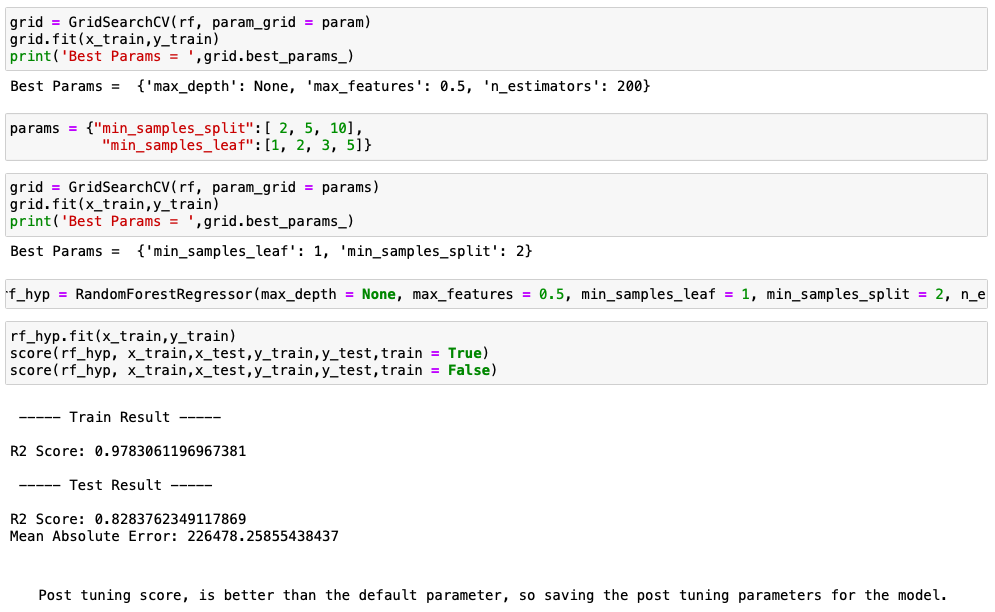 grid = GridSearchCV(rf, param_grid = param)
grid.fit(x_train,y_train)
print('Best Params = ',grid.best_params_)
Best Params =  {'max_depth': None, 'max_features': 0.5, 'n_estimators': 200}
params = {"min_samples_split":[ 2, 5, 10],
"min_samples_leaf":[1, 2, 3, 5]}
grid = GridSearchCV(rf, param_grid = params)
grid.fit(x_train,y_train)
print('Best Params = ',grid.best_params_)
Best Params =  {'min_samples_leaf': 1, 'min_samples_split': 2}
rf_hyp = RandomForestRegressor(max_depth = None, max_features = 0.5, min_samples_leaf = 1, min_samples_split = 2, n_e
rf_hyp.fit(x_train,y_train)
score(rf_hyp, x_train,x_test,y_train,y_test,train = True)
score(rf_hyp, x_train,x_test,y_train,y_test,train = False)
----- Train Result -----
R2 Score: 0.9783061196967381
----- Test Result -----
R2 Score: 0.8283762349117869
Mean Absolute Error: 226478.25855438437
Post tuning score, is better than the default parameter, so saving the post tuning parameters for the model.